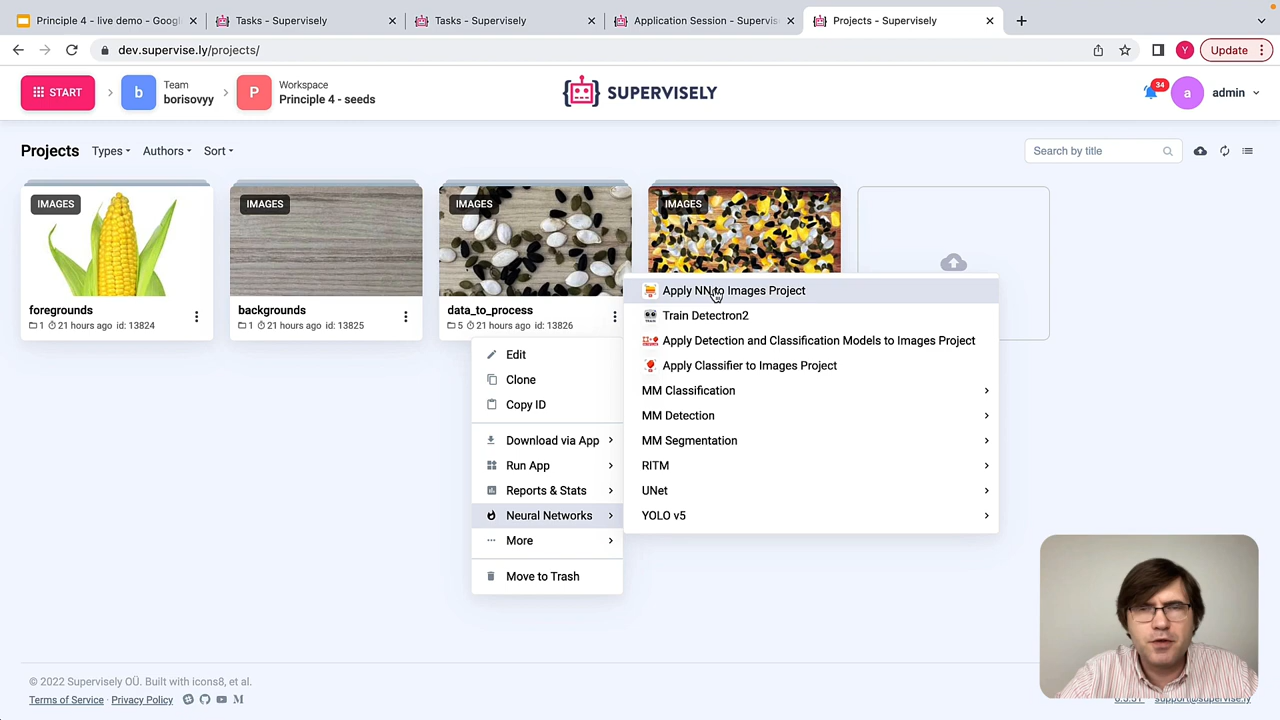 Principle 4 - live demo - Googl
Tasks - Supervisely
Tasks - Supervisely
Application Session - Supervis
Projects - Supervisely
dev.supervise.ly/projects/
Update
START
b
Team
borisovyy
P
Workspace
Principle 4 - seeds
SUPERVISELY
34
a
admin
Projects
Types
Authors
Sort
Search by title
IMAGES
IMAGES
IMAGES
IMAGES
foregrounds
1 21 hours ago id: 13824
backgrounds
1 21 hours ago id: 13825
data_to_process
5 21 hours ago id: 13826
Edit
Clone
Copy ID
Download via App
Run App
Reports & Stats
Neural Networks
More
Move to Trash
Apply NN to Images Project
Train Detectron2
Apply Detection and Classification Models to Images Project
Apply Classifier to Images Project
MM Classification
MM Detection
MM Segmentation
RITM
UNet
YOLO v5
© 2022 Supervisely OÜ. Built with icons8, et al.
Terms of Service · Privacy Policy
support@supervise.ly